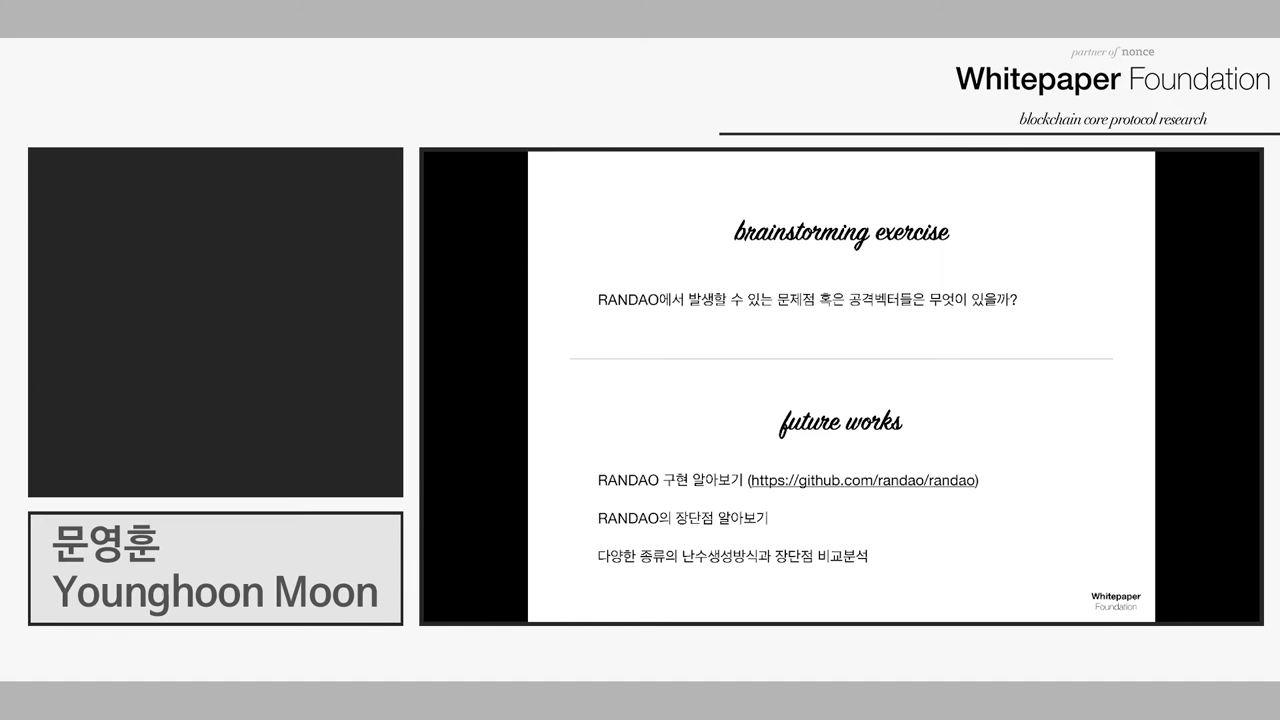 partner of nonce
Whitepaper Foundation
blockchain core protocol research
brainstorming exercise
RANDAO에서 발생할 수 있는 문제점 혹은 공격벡터들은 무엇이 있을까?
future works
RANDAO 구현 알아보기 (https://github.com/randao/randao)
RANDAO의 장단점 알아보기
다양한 종류의 난수생성방식과 장단점 비교분석
Whitepaper
Foundation
문영훈
Younghoon Moon